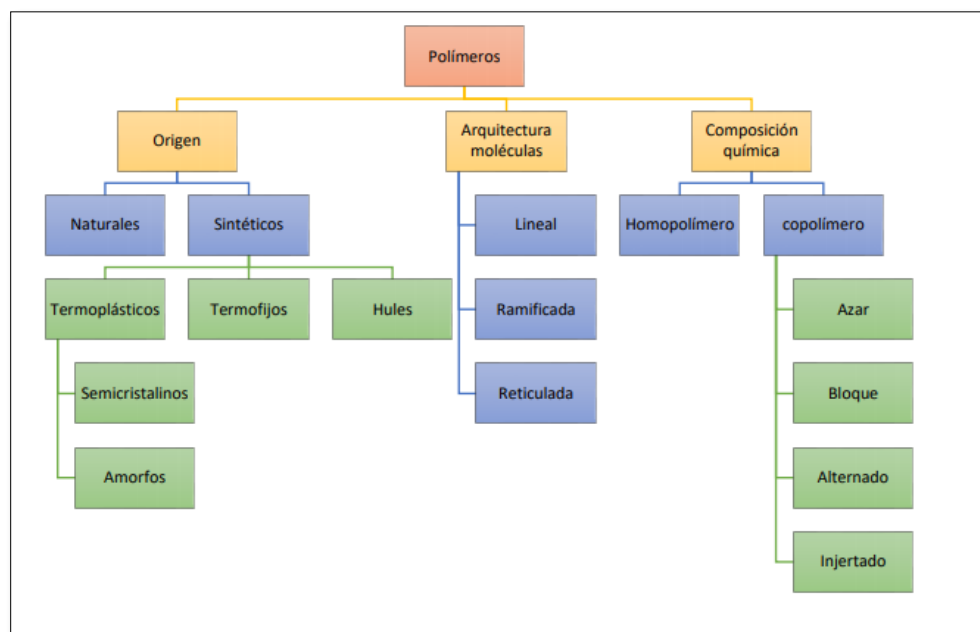 Polímeros
Origen
Arquitectura
moléculas
Composición
química
Naturales
Sintéticos
Lineal
Homopolímero
copolímero
Termoplásticos
Termofijos
Hules
Ramificada
Azar
Semicristalinos
Reticulada
Bloque
Amorfos
Alternado
Injertado